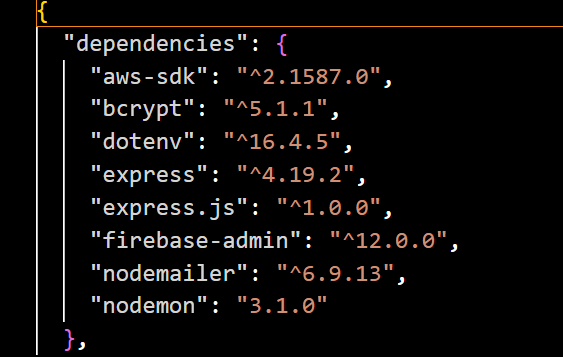 {
"dependencies": {
"aws-sdk": "^2.1587.0",
"bcrypt": "^5.1.1",
"dotenv": "^16.4.5",
"express": "^4.19.2",
"express.js": "^1.0.0",
"firebase-admin": "^12.0.0",
"nodemailer": "^6.9.13",
"nodemon": "3.1.0"
},